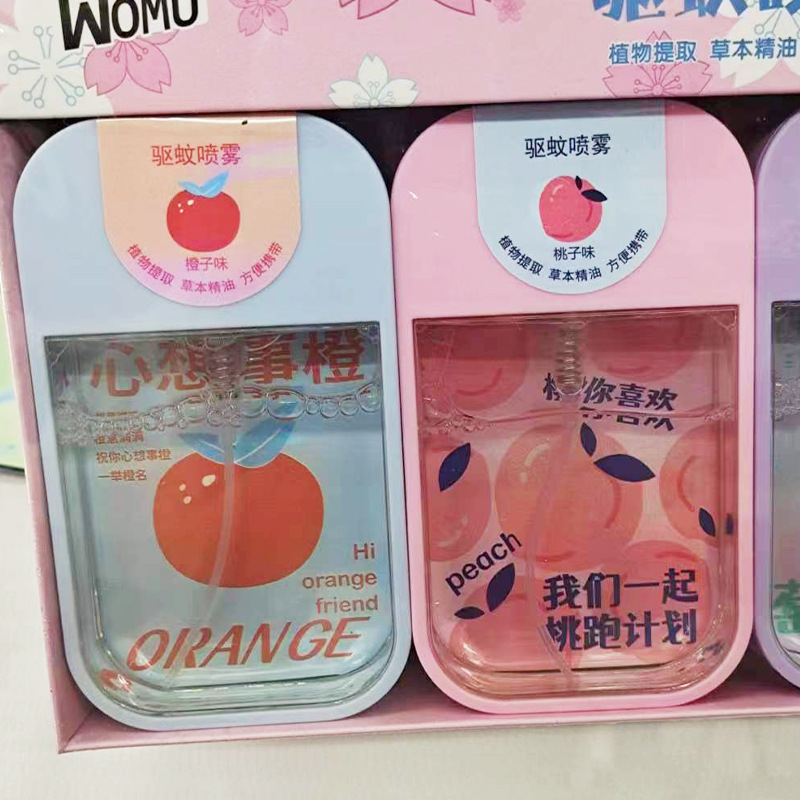 WOMU
植物提取 草本精油
驱蚊喷雾
橙子味
植物提取 草本精油 方便携带
心想事橙
祝你心想事橙
一举橙名
Hi
orange
friend
ORANGE
驱蚊喷雾
桃子味
植物提取 草本精油 方便携带
你喜欢
peach
我们一起
桃跑计划